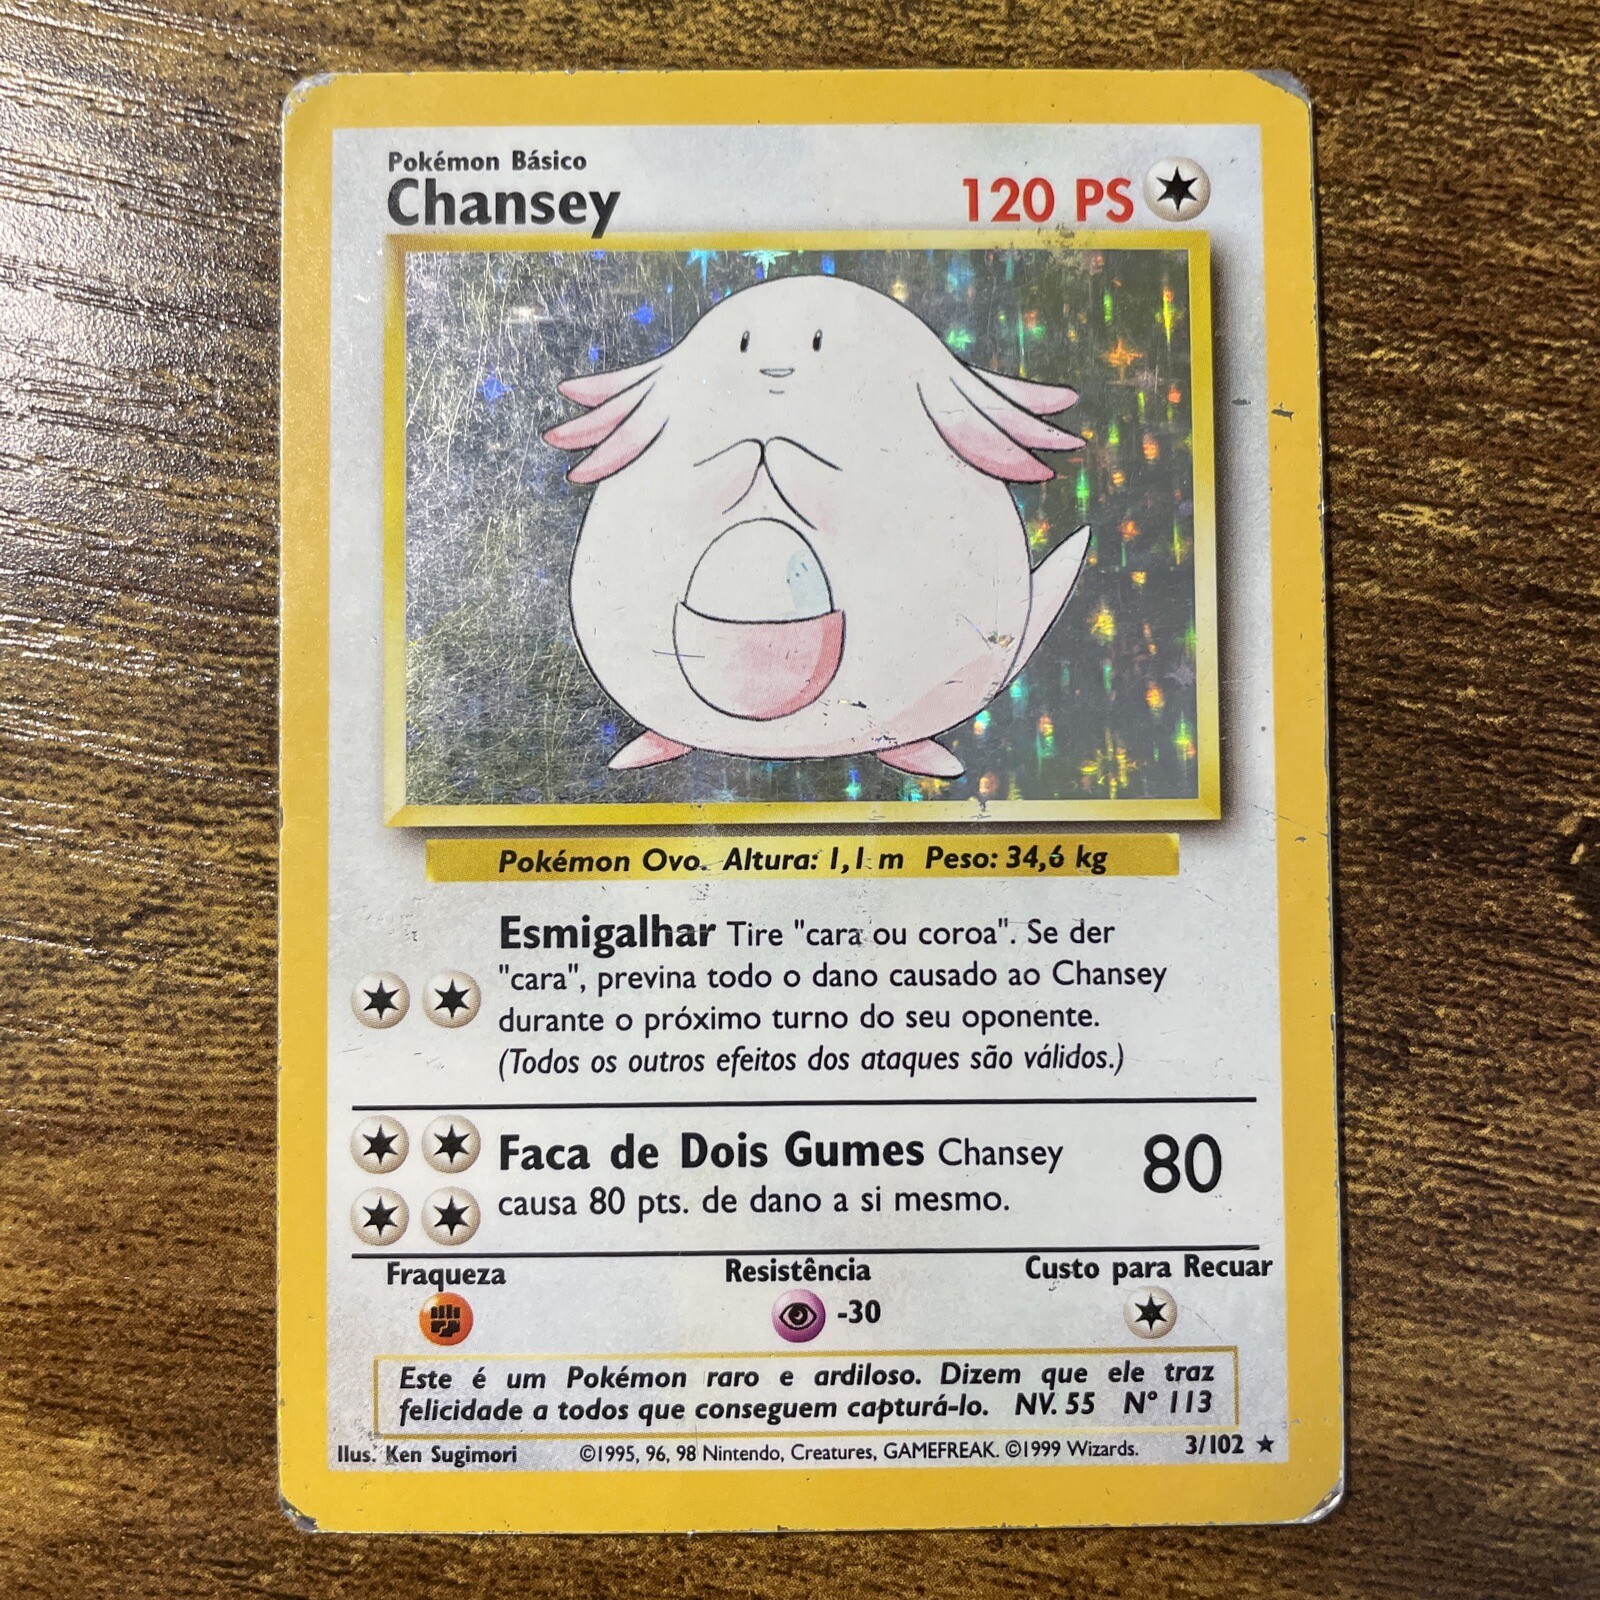 Pokémon Básico
Chansey 120 PS
Pokémon Ovo. Altura: 1,1 m Peso: 34,6 kg
Esmigalhar Tire "cara ou coroa". Se der
"cara", previna todo o dano causado ao Chansey
durante o próximo turno do seu oponente.
(Todos os outros efeitos dos ataques são válidos.)
Faca de Dois Gumes Chansey 80
causa 80 pts. de dano a si mesmo.
Fraqueza Resistência Custo para Recuar
-30
Este é um Pokémon raro e ardiloso. Dizem que ele traz
felicidade a todos que conseguem capturá-lo. NV. 55 N° 113
Ilus. Ken Sugimori ©1995, 96, 98 Nintendo, Creatures, GAMEFREAK. ©1999 Wizards. 3/102 ★